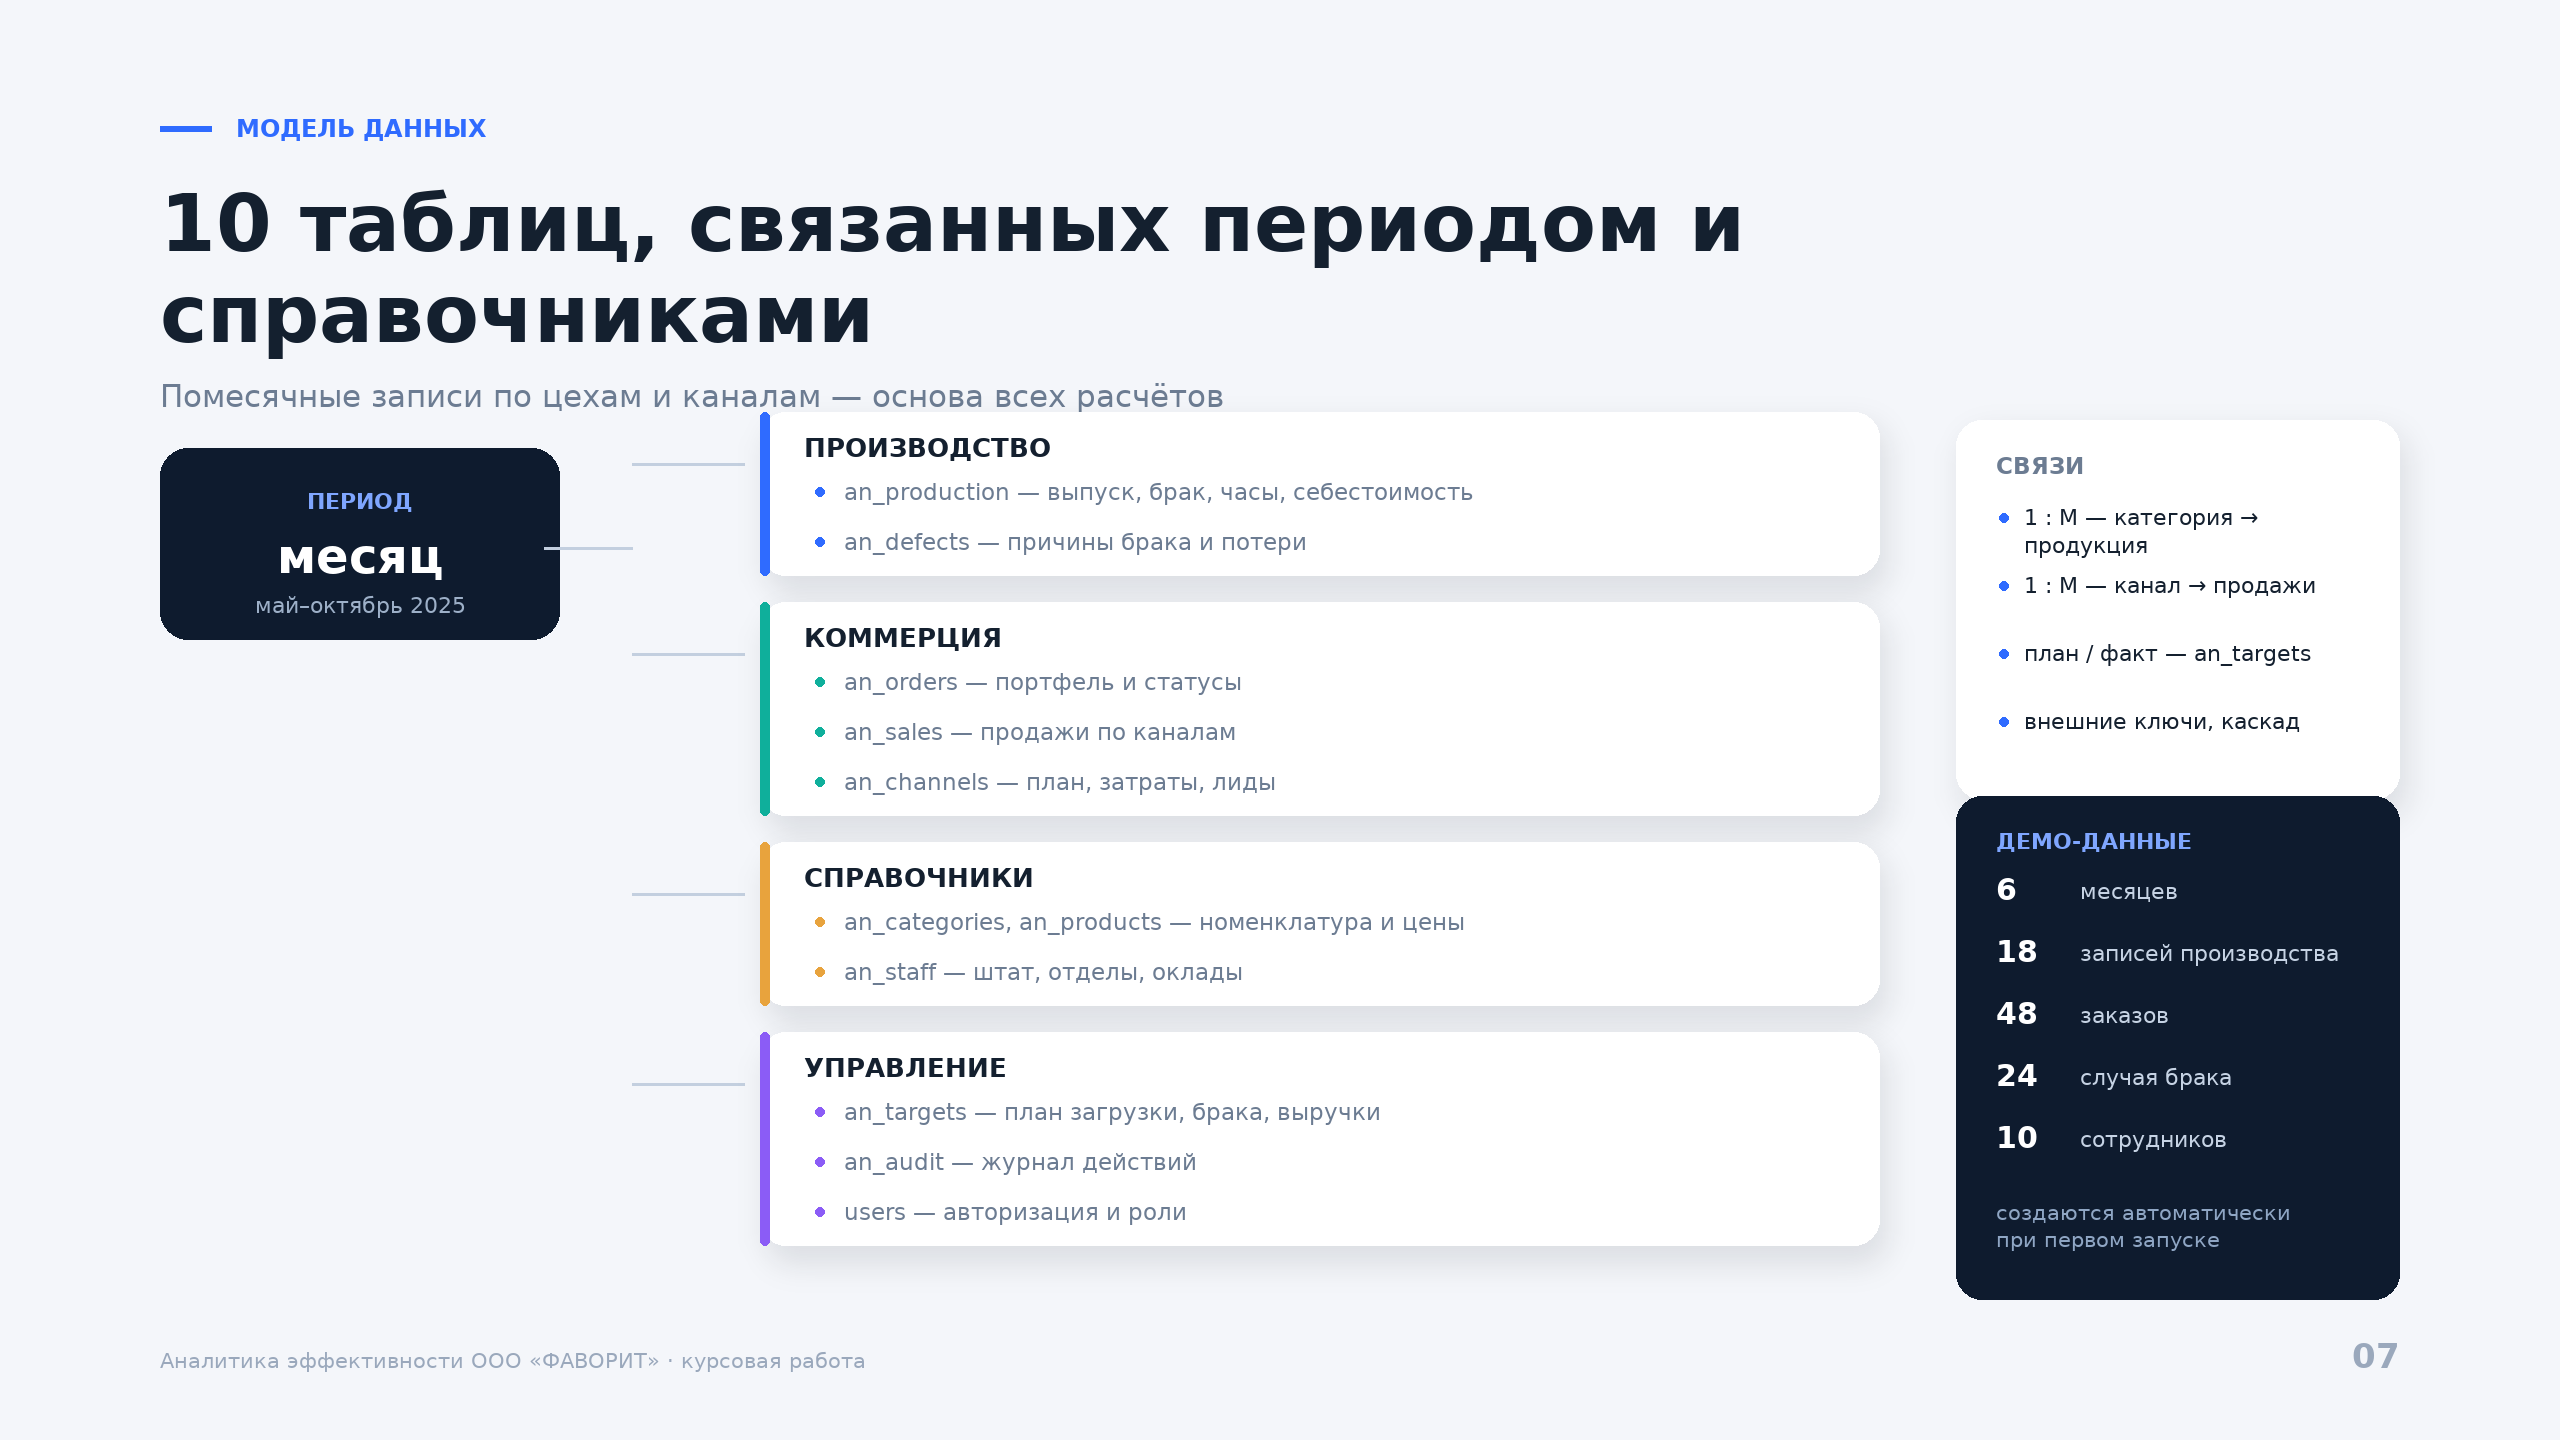 МОДЕЛЬ ДАННЫХ
10 таблиц, связанных периодом и
справочниками
Помесячные записи по цехам и каналам — основа всех расчётов
ПЕРИОД
месяц
май–октябрь 2025
ПРОИЗВОДСТВО
an_production — выпуск, брак, часы, себестоимость
an_defects — причины брака и потери
КОММЕРЦИЯ
an_orders — портфель и статусы
an_sales — продажи по каналам
an_channels — план, затраты, лиды
СПРАВОЧНИКИ
an_categories, an_products — номенклатура и цены
an_staff — штат, отделы, оклады
УПРАВЛЕНИЕ
an_targets — план загрузки, брака, выручки
an_audit — журнал действий
users — авторизация и роли
СВЯЗИ
1 : М — категория →
продукция
1 : М — канал → продажи
план / факт — an_targets
внешние ключи, каскад
ДЕМО-ДАННЫЕ
6 месяцев
18 записей производства
48 заказов
24 случая брака
10 сотрудников
создаются автоматически
при первом запуске
Аналитика эффективности ООО «ФАВОРИТ» · курсовая работа
07